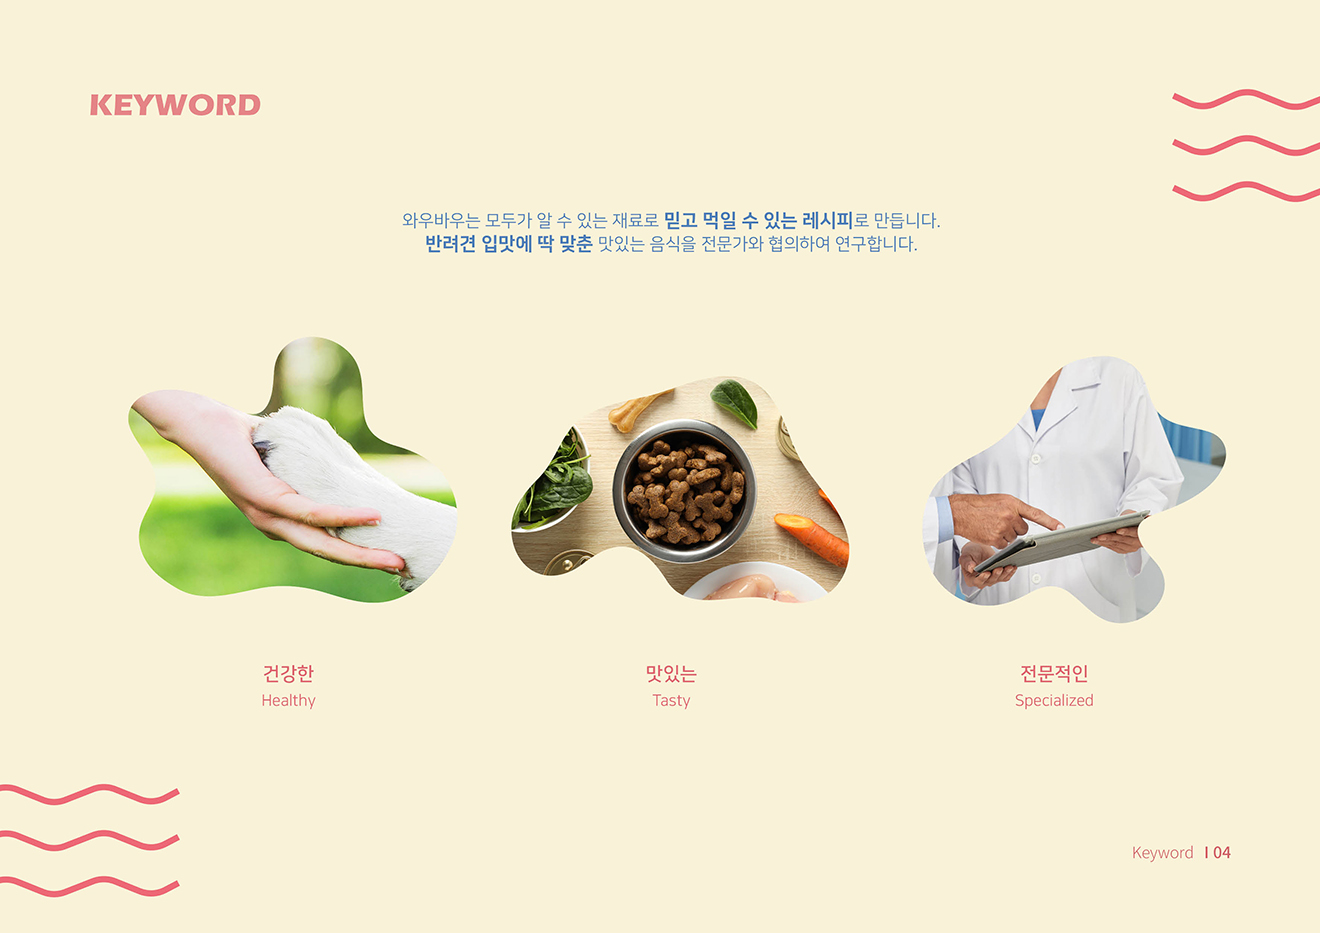 KEYWORD
와우바우는 모두가 알 수 있는 재료로 믿고 먹일 수 있는 레시피로 만듭니다.
반려견 입맛에 딱 맞춘 맛있는 음식을 전문가와 협의하여 연구합니다.
건강한
Healthy
맛있는
Tasty
전문적인
Specialized
Keyword | 04